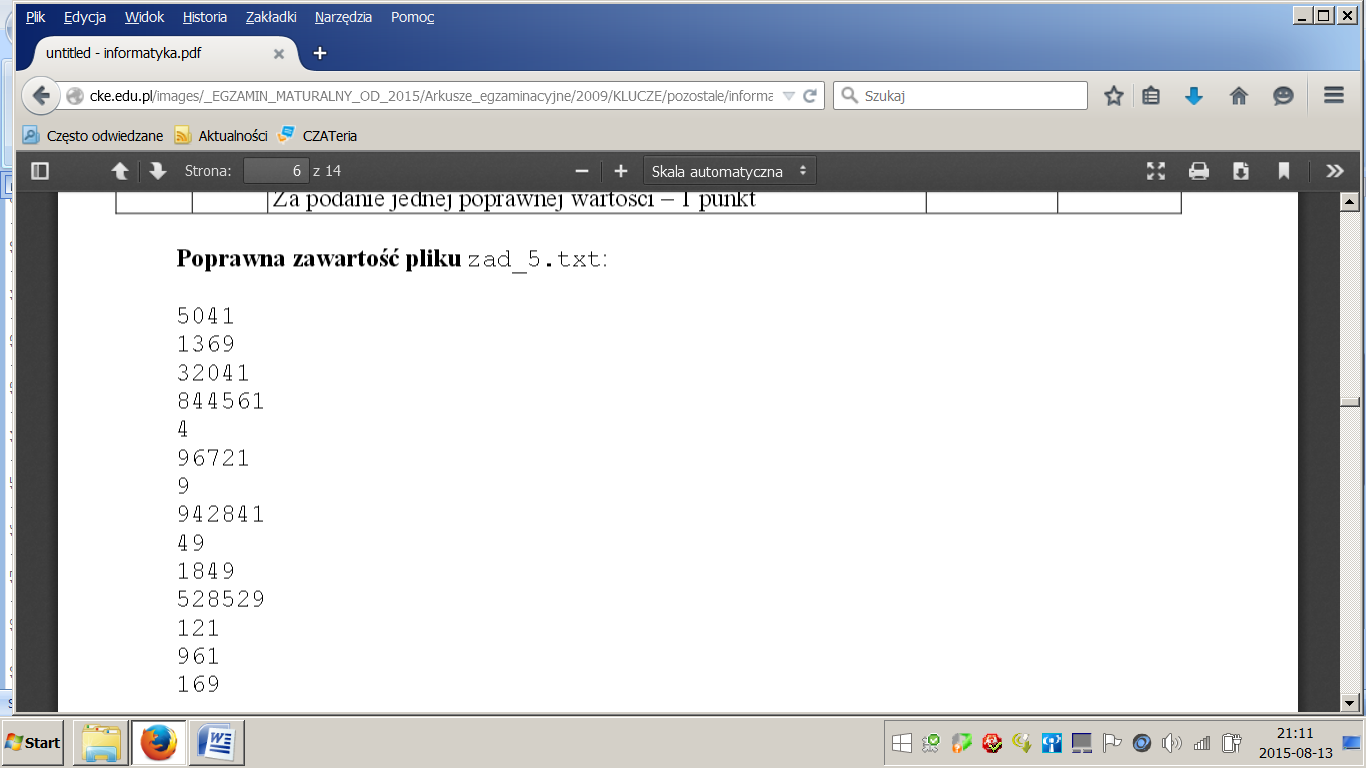 Plik Edycja Widok Historia Zakładki Narzędzia Pomoc
untitled - informatyka.pdf
cke.edu.pl/images/_EGZAMIN_MATURALNY_OD_2015/Arkusze_egzaminacyjne/2009/KLUCZE/pozostale/informa
Szukaj
Często odwiedzane Aktualności CZATeria
Strona: 6 z 14 Skala automatyczna
Za podanie jednej poprawnej wartości – 1 punkt
Poprawna zawartość pliku zad_5.txt:
5041
1369
32041
844561
4
96721
9
942841
49
1849
528529
121
961
169
Start
21:11
2015-08-13